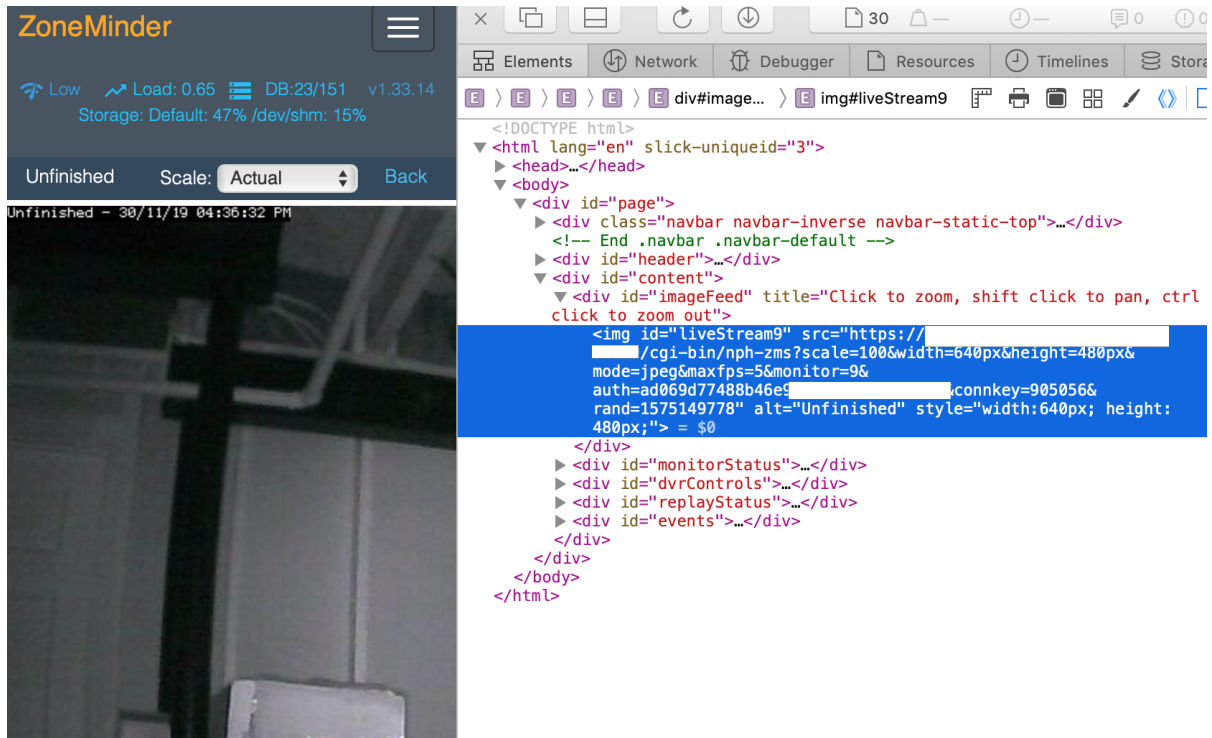 ZoneMinder
Low Load: 0.65 DB:23/151 v1.33.14
Storage: Default: 47% /dev/shm: 15%
Unfinished Scale: Actual Back
Unfinished - 30/11/19 04:36:32 PM
30 — — 0
Elements Network Debugger Resources Timelines
E E E E E div#image... E img#liveStream9
<!DOCTYPE html>
<html lang="en" slick-uniqueid="3">
<head>…</head>
<body>
<div id="page">
<div class="navbar navbar-inverse navbar-static-top">…</div>
<!-- End .navbar .navbar-default -->
<div id="header">…</div>
<div id="content">
<div id="imageFeed" title="Click to zoom, shift click to pan, ctrl
click to zoom out">
<img id="liveStream9" src="https://
/cgi-bin/nph-zms?scale=100&width=640px&height=480px&
mode=jpeg&maxfps=5&monitor=9&
auth=ad069d77488b46e9 &connkey=905056&
rand=1575149778" alt="Unfinished" style="width:640px; height:
480px;"> = $0
</div>
<div id="monitorStatus">…</div>
<div id="dvrControls">…</div>
<div id="replayStatus">…</div>
<div id="events">…</div>
</div>
</div>
</body>
</html>